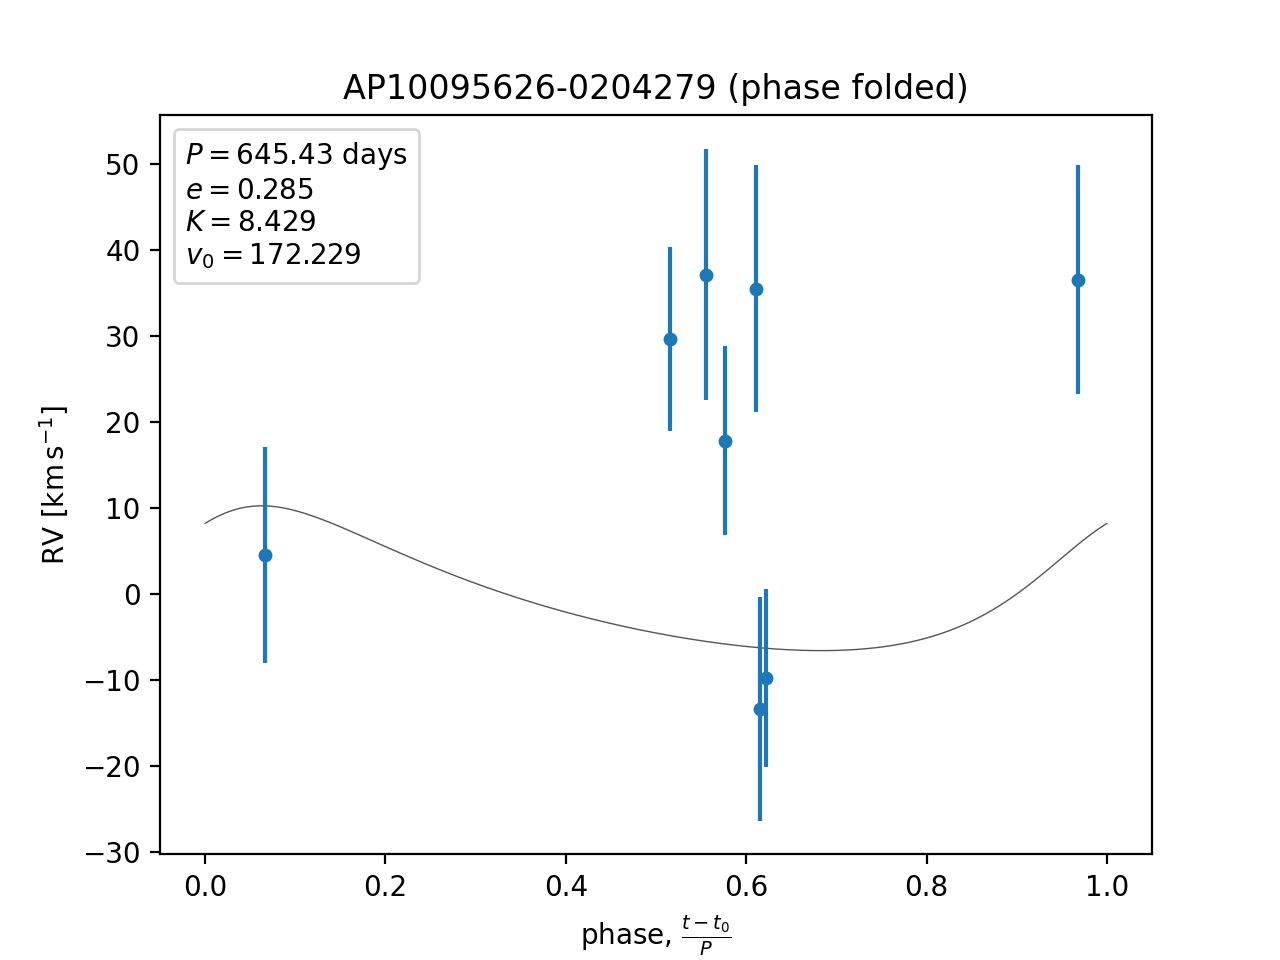 AP10095626-0204279 (phase folded)
P = 645.43 days
e = 0.285
K = 8.429
v₀ = 172.229
RV [km s⁻¹]
50
40
30
20
10
0
−10
−20
−30
0.0 0.2 0.4 0.6 0.8 1.0
phase, (t − t₀)/P